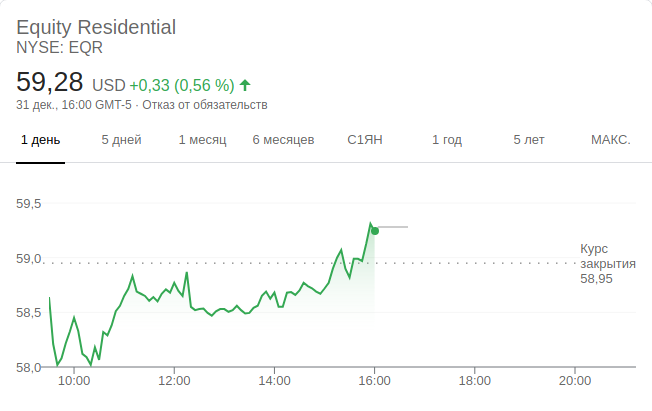 Equity Residential
NYSE: EQR
59,28 USD +0,33 (0,56 %)
31 дек., 16:00 GMT-5 · Отказ от обязательств
1 день 5 дней 1 месяц 6 месяцев С1ЯН 1 год 5 лет МАКС.
59,5
59,0
58,5
58,0
Курс
закрытия
58,95
10:00 12:00 14:00 16:00 18:00 20:00